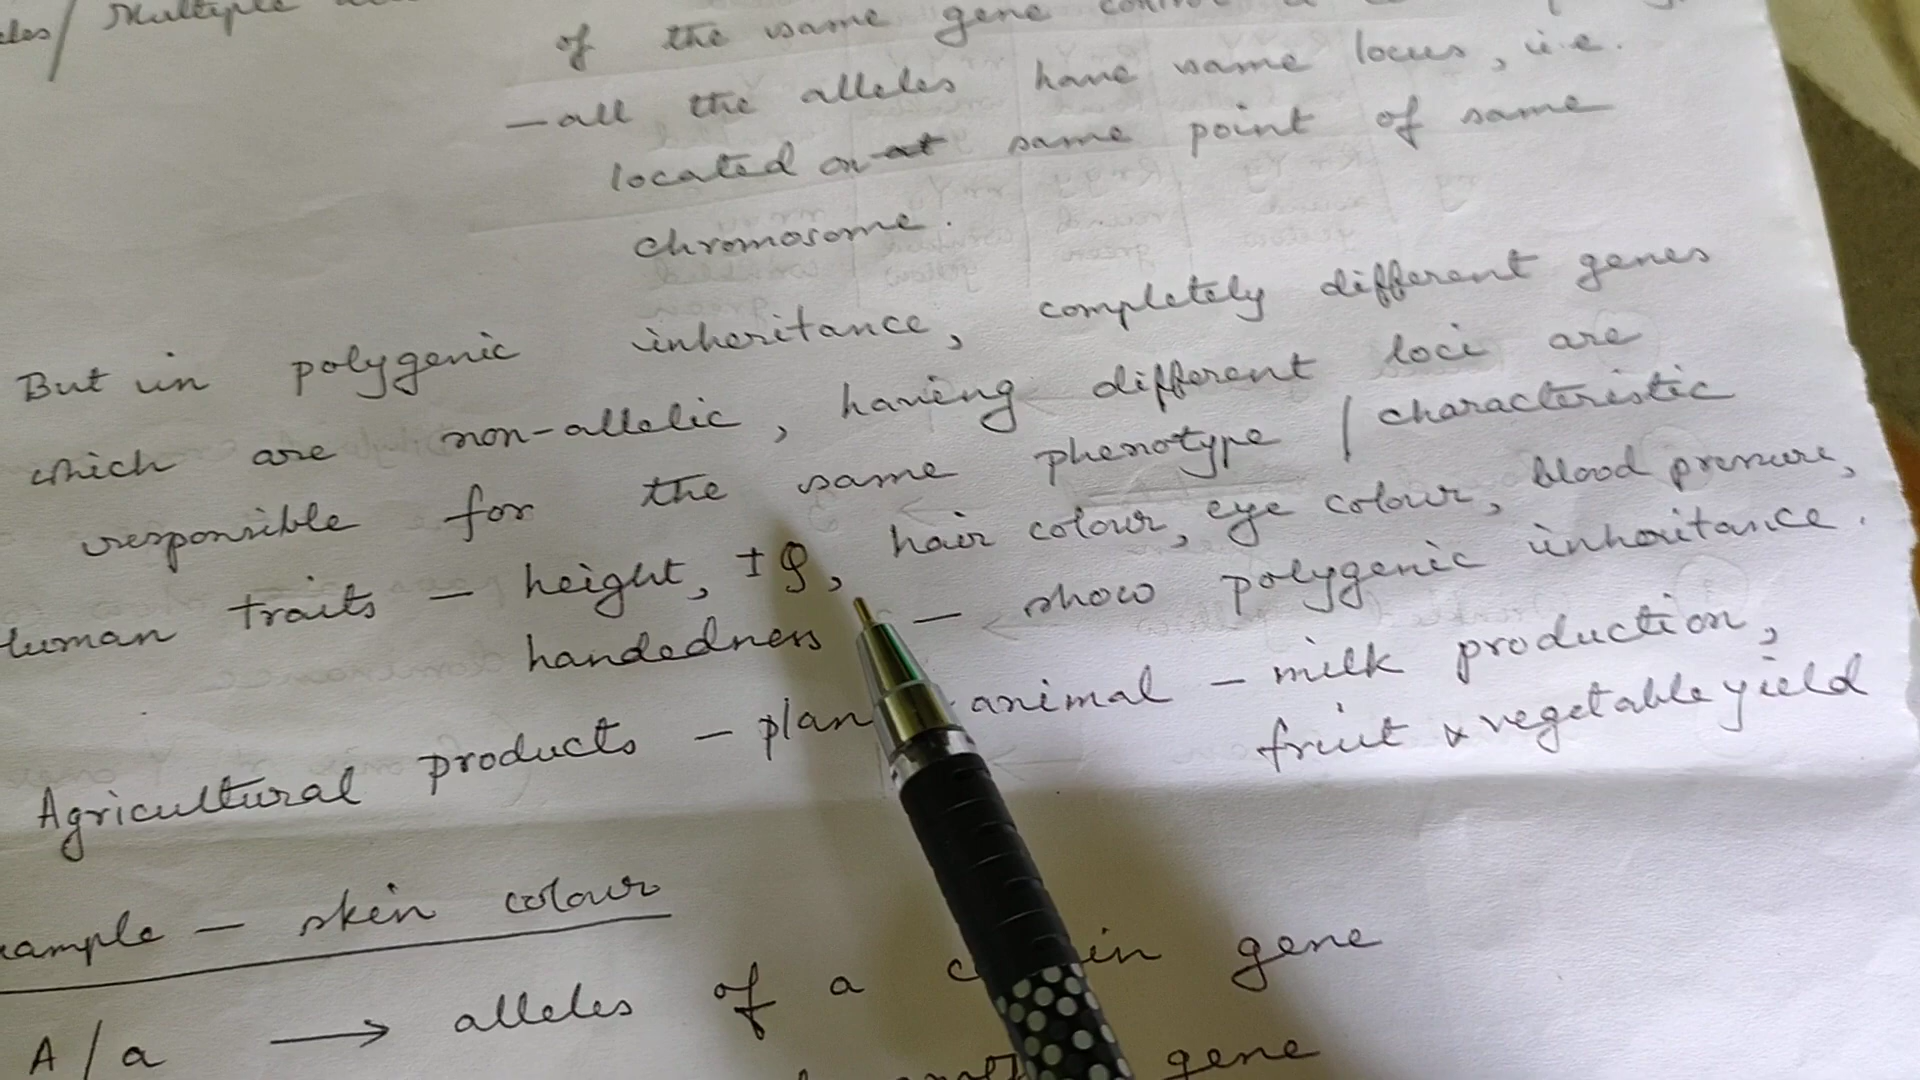 of the same gene
— all the alleles have same locus, i.e.
located on at same point of same
chromosome.
But in polygenic inheritance, completely different genes
which are non-allelic, having different loci are
responsible for the same phenotype / characteristic
Human traits — height, IQ, hair colour, eye colour, blood pressure,
handedness — show polygenic inheritance.
Agricultural products — animal — milk production,
fruit & vegetable yield
Example — skin colour
A/a → alleles of a gene
gene